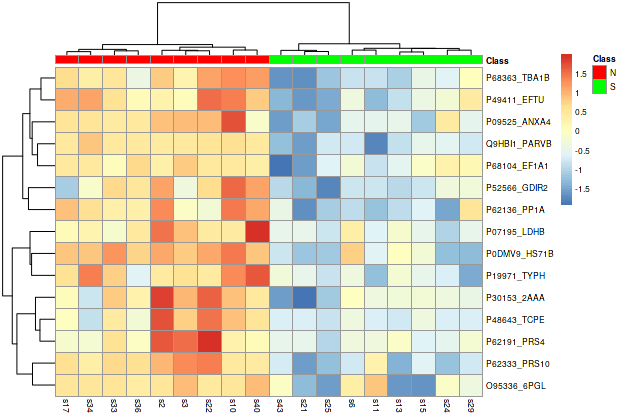 Class
P68363_TBA1B
P49411_EFTU
P09525_ANXA4
Q9HBI1_PARVB
P68104_EF1A1
P52566_GDIR2
P62136_PP1A
P07195_LDHB
P0DMV9_HS71B
P19971_TYPH
P30153_2AAA
P48643_TCPE
P62191_PRS4
P62333_PRS10
O95336_6PGL
s17 s34 s33 s36 s2 s3 s22 s10 s40 s43 s21 s25 s6 s11 s13 s15 s24 s29
1.5
1
0.5
0
-0.5
-1
-1.5
Class
N
S